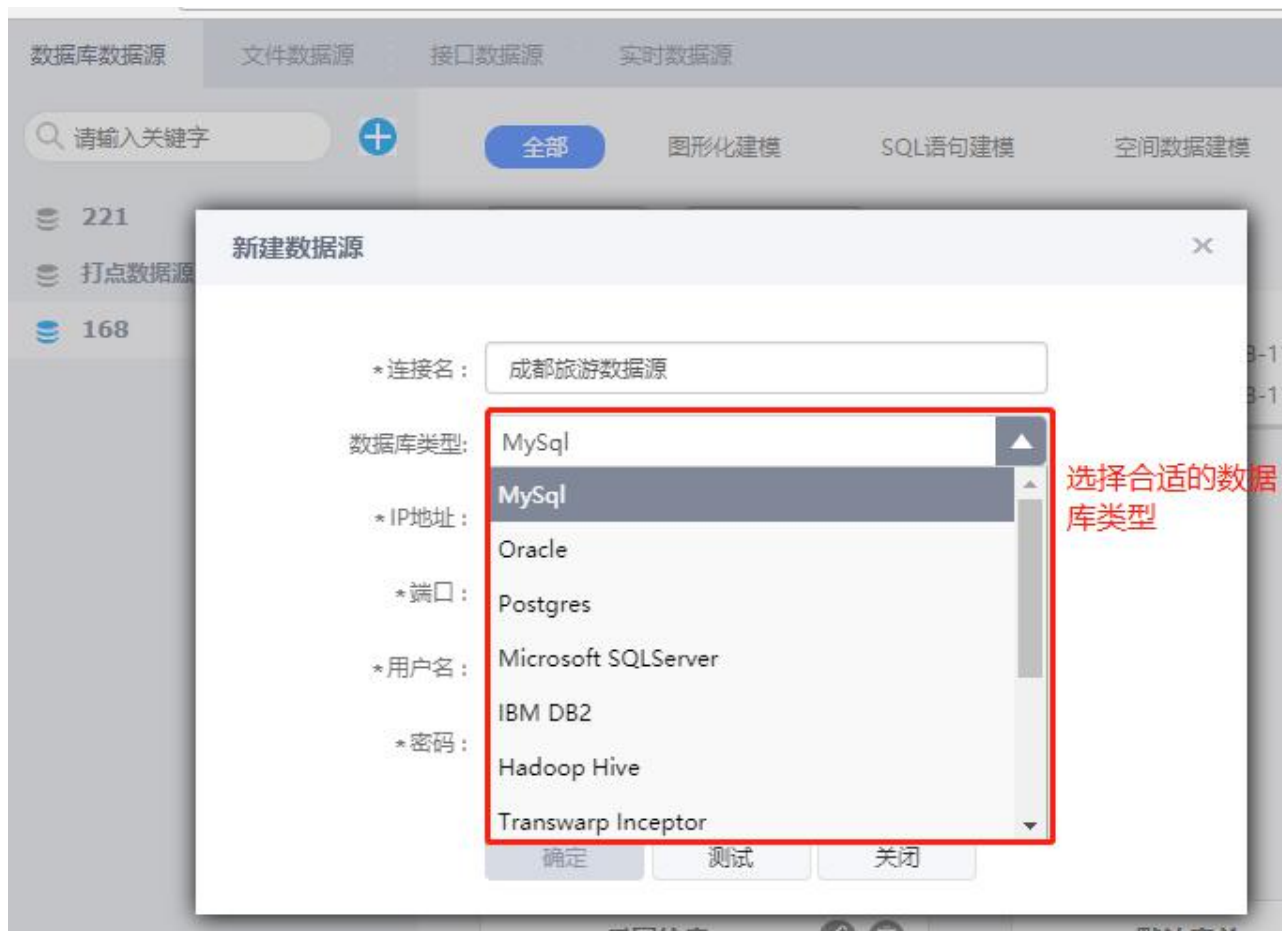 数据库数据源
文件数据源
接口数据源
实时数据源
请输入关键字
全部
图形化建模
SQL语句建模
空间数据建模
221
打点数据源
168
新建数据源
*连接名：
成都旅游数据源
数据库类型:
MySql
MySql
Oracle
Postgres
Microsoft SQLServer
IBM DB2
Hadoop Hive
Transwarp Inceptor
*IP地址：
*端口：
*用户名：
*密码：
选择合适的数据
库类型
确定
测试
关闭